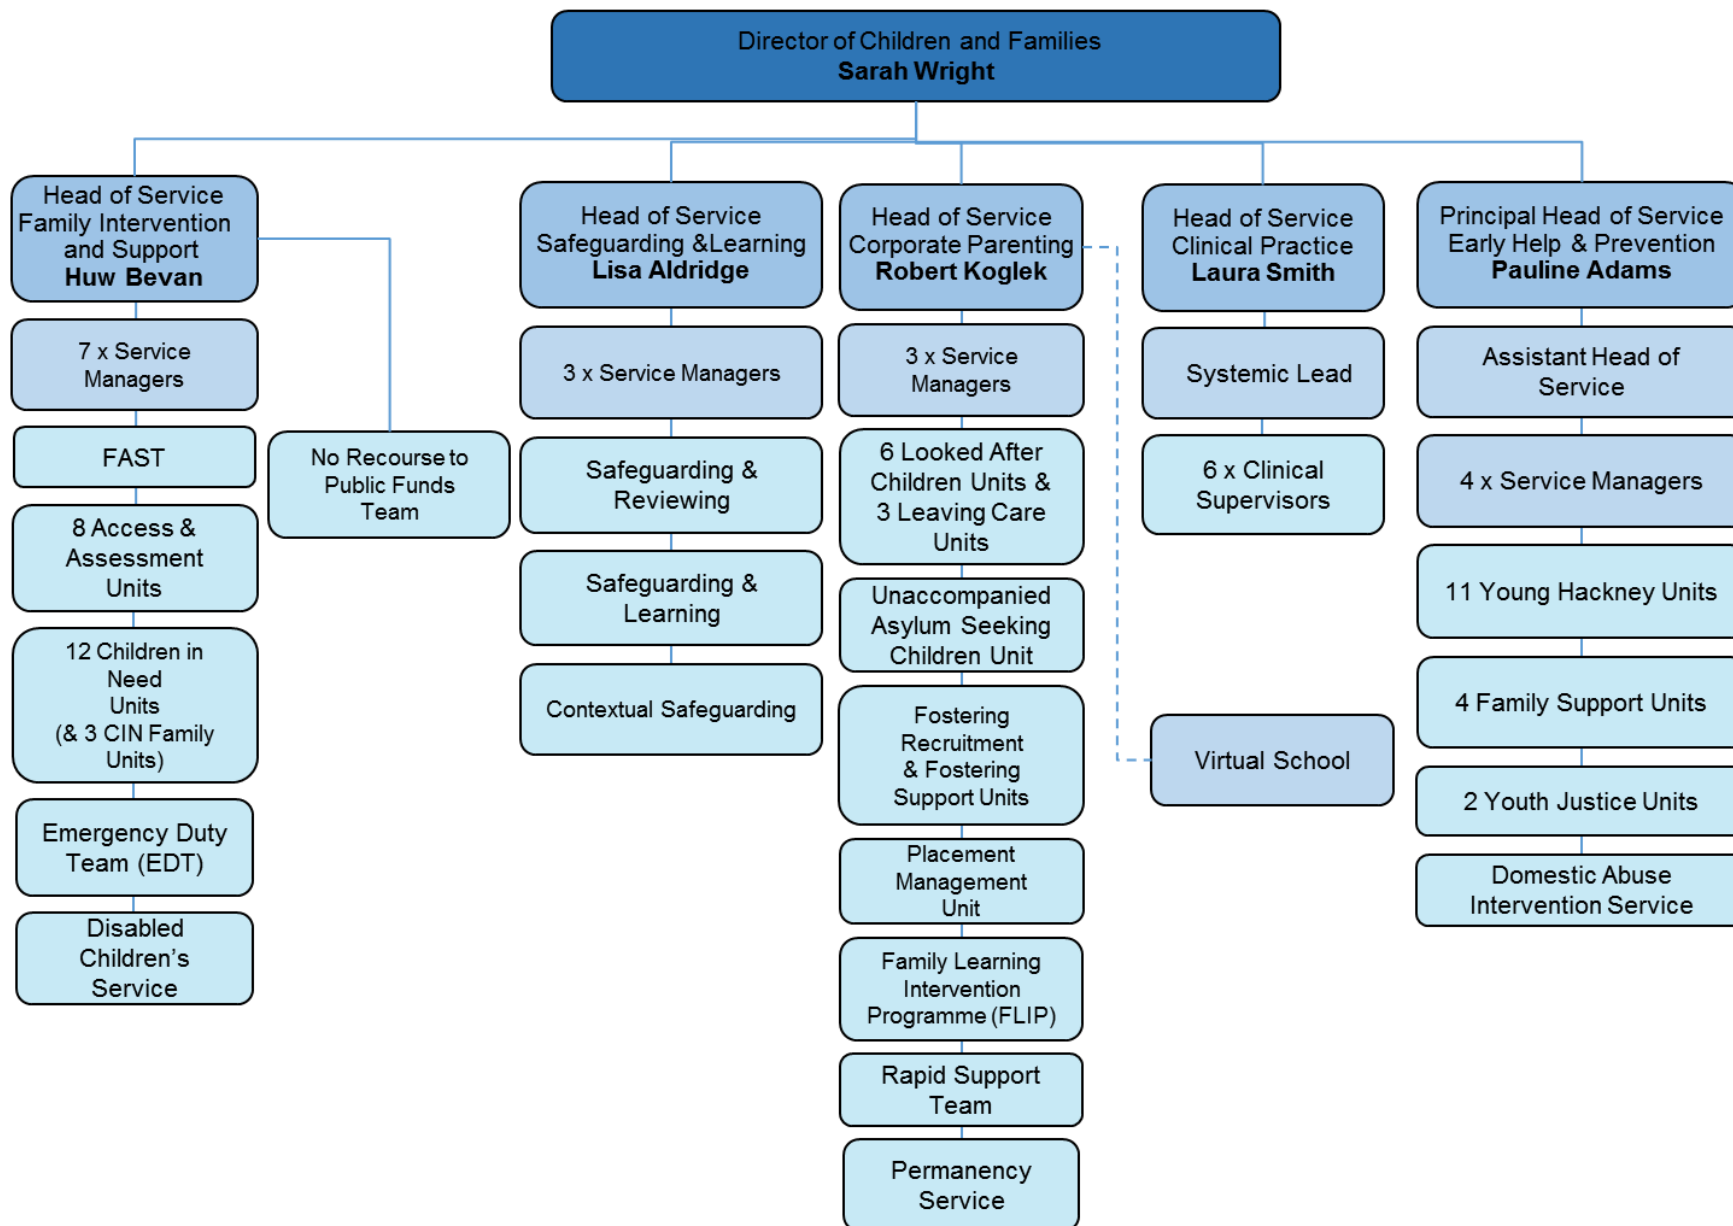 Director of Children and Families
Sarah Wright
Head of Service
Family Intervention
and Support
Huw Bevan
7 x Service
Managers
FAST
8 Access &
Assessment
Units
12 Children in
Need
Units
(& 3 CIN Family
Units)
Emergency Duty
Team (EDT)
Disabled
Children’s
Service
No Recourse to
Public Funds
Team
Head of Service
Safeguarding &Learning
Lisa Aldridge
3 x Service Managers
Safeguarding &
Reviewing
Safeguarding &
Learning
Contextual Safeguarding
Head of Service
Corporate Parenting
Robert Koglek
3 x Service
Managers
6 Looked After
Children Units &
3 Leaving Care
Units
Unaccompanied
Asylum Seeking
Children Unit
Fostering
Recruitment
& Fostering
Support Units
Placement
Management
Unit
Family Learning
Intervention
Programme (FLIP)
Rapid Support
Team
Permanency
Service
Head of Service
Clinical Practice
Laura Smith
Systemic Lead
6 x Clinical
Supervisors
Virtual School
Principal Head of Service
Early Help & Prevention
Pauline Adams
Assistant Head of
Service
4 x Service Managers
11 Young Hackney Units
4 Family Support Units
2 Youth Justice Units
Domestic Abuse
Intervention Service